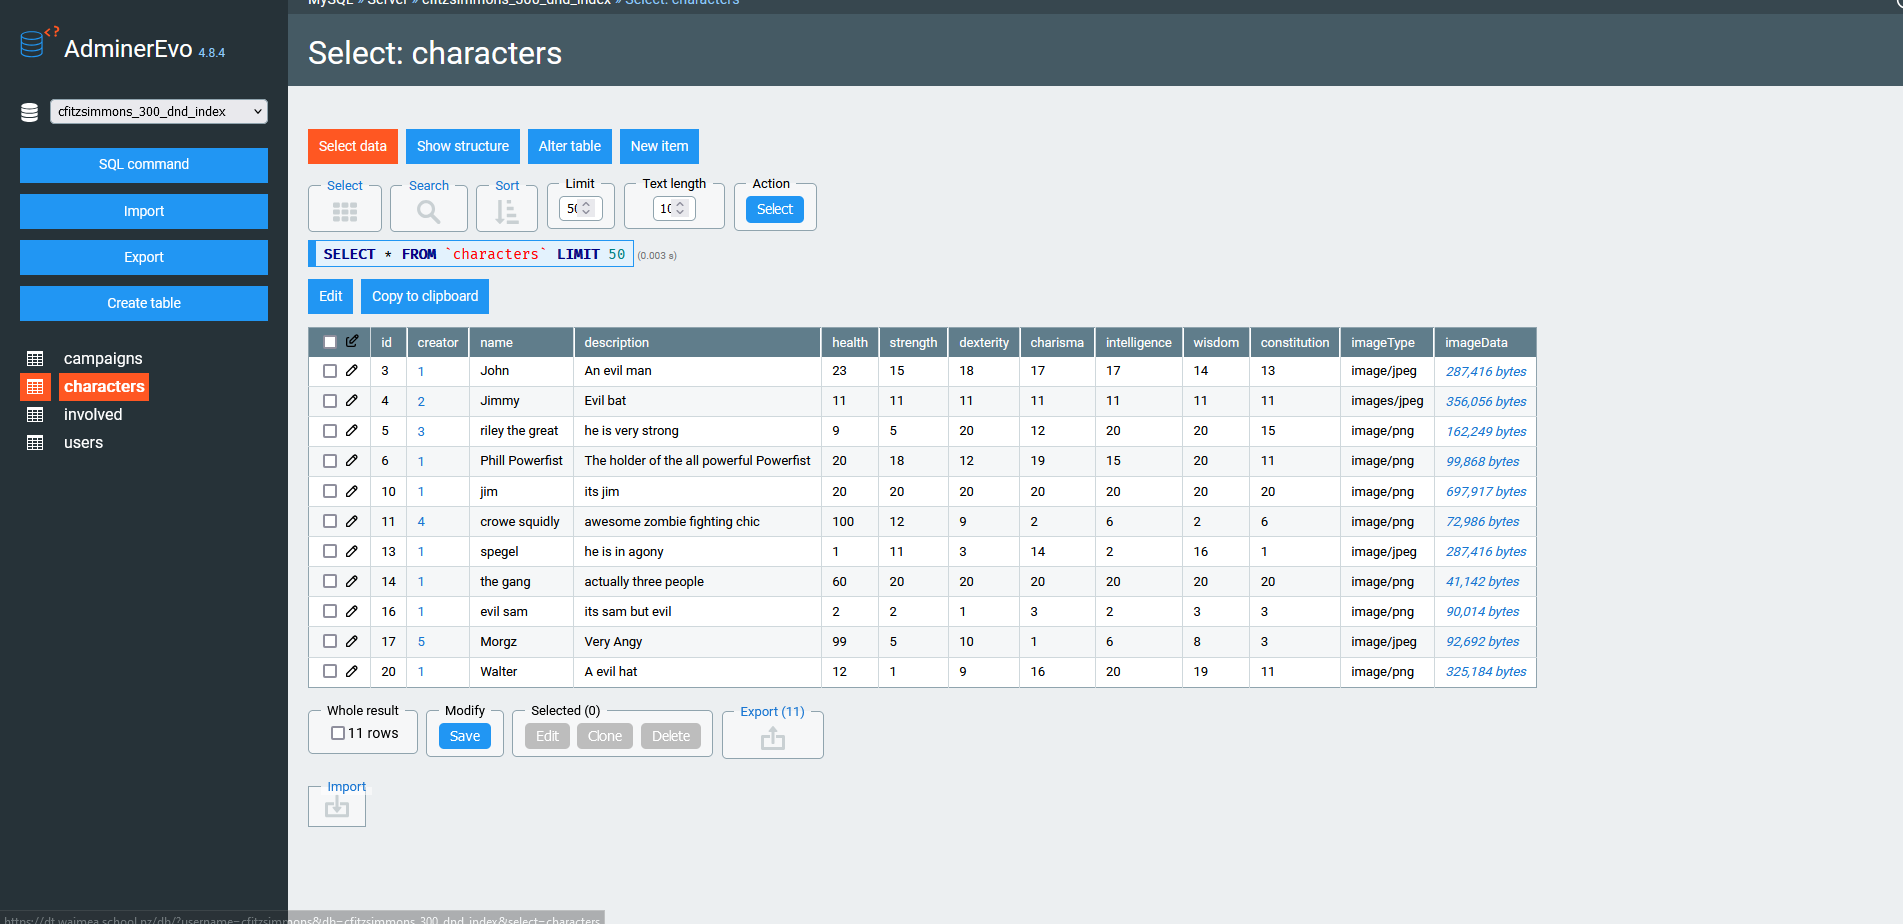 MySQL » Server » cfitzsimmons_300_dnd_index » Select: characters
<?
AdminerEvo 4.8.4
Select: characters
cfitzsimmons_300_dnd_index
SQL command
Import
Export
Create table
campaigns
characters
involved
users
Select data Show structure Alter table New item
Select Search Sort Limit Text length Action
50 10 Select
SELECT * FROM `characters` LIMIT 50 (0.003 s)
Edit Copy to clipboard
id creator name description health strength dexterity charisma intelligence wisdom constitution imageType imageData
3 1 John An evil man 23 15 18 17 17 14 13 image/jpeg 287,416 bytes
4 2 Jimmy Evil bat 11 11 11 11 11 11 11 images/jpeg 356,056 bytes
5 3 riley the great he is very strong 9 5 20 12 20 20 15 image/png 162,249 bytes
6 1 Phill Powerfist The holder of the all powerful Powerfist 20 18 12 19 15 20 11 image/png 99,868 bytes
10 1 jim its jim 20 20 20 20 20 20 20 image/png 697,917 bytes
11 4 crowe squidly awesome zombie fighting chic 100 12 9 2 6 2 6 image/png 72,986 bytes
13 1 spegel he is in agony 1 11 3 14 2 16 1 image/jpeg 287,416 bytes
14 1 the gang actually three people 60 20 20 20 20 20 20 image/png 41,142 bytes
16 1 evil sam its sam but evil 2 2 1 3 2 3 3 image/png 90,014 bytes
17 5 Morgz Very Angy 99 5 10 1 6 8 3 image/jpeg 92,692 bytes
20 1 Walter A evil hat 12 1 9 16 20 19 11 image/png 325,184 bytes
Whole result Modify Selected (0) Export (11)
11 rows Save Edit Clone Delete
Import
https://dt.waimea.school.nz/db/?username=cfitzsimmons&db=cfitzsimmons_300_dnd_index&select=characters